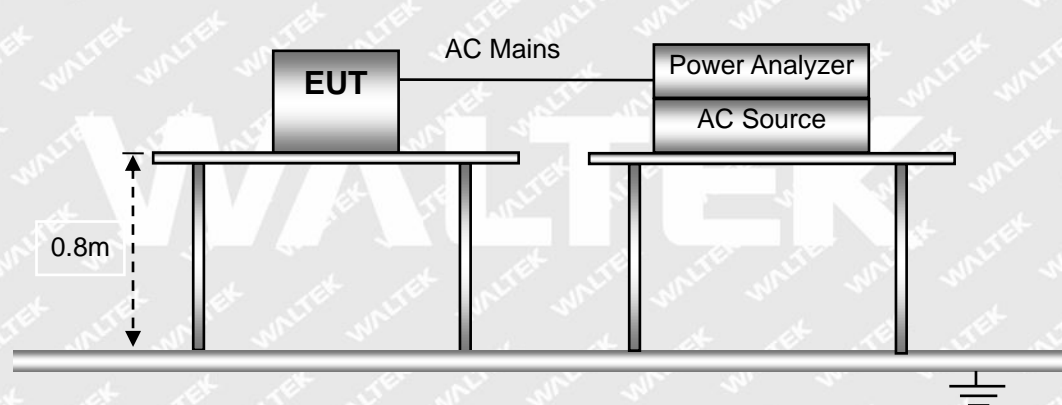 AC Mains
EUT
Power Analyzer
AC Source
WALTEK
0.8m